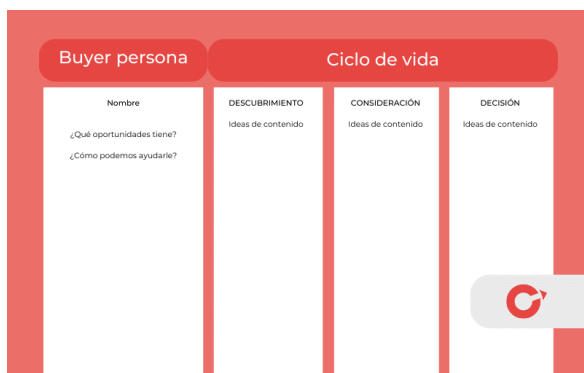 Buyer persona
Ciclo de vida
Nombre
¿Qué oportunidades tiene?
¿Cómo podemos ayudarle?
DESCUBRIMIENTO
Ideas de contenido
CONSIDERACIÓN
Ideas de contenido
DECISIÓN
Ideas de contenido